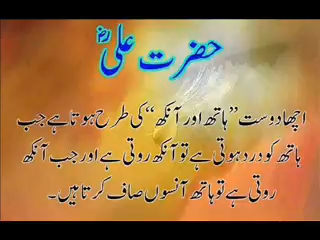 حضرت علیؓ
اچھا دوست ”ہاتھ اور آنکھ“ کی طرح ہوتا ہے جب
ہاتھ کو درد ہوتی ہے تو آنکھ روتی ہے اور جب آنکھ
روتی ہے تو ہاتھ آنسوں صاف کرتا ہیں۔